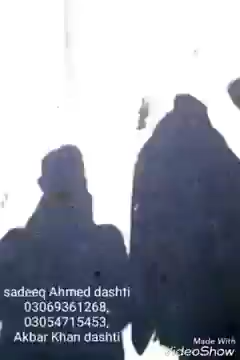 sadeeq Ahmed dashti
03069361268,
03054715453,
Akbar Khan dashti
Made With
VideoShow